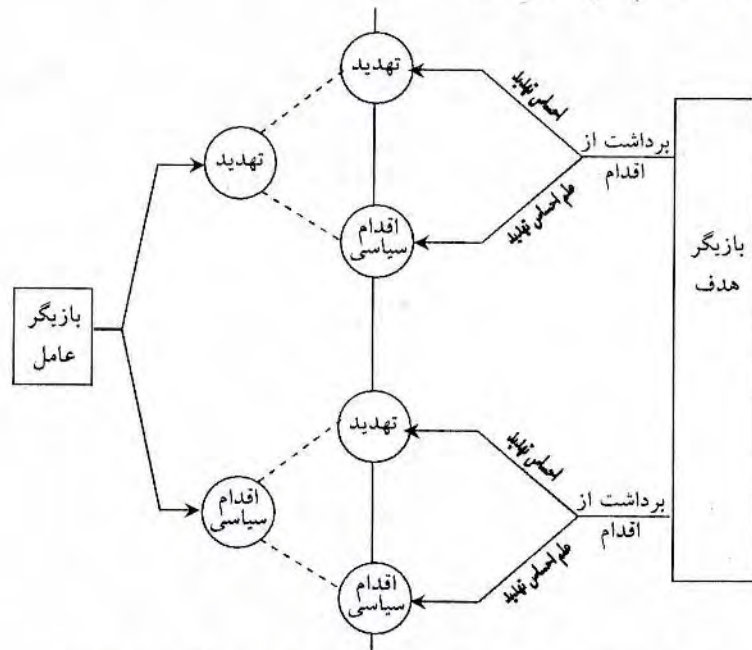 تهدید
احساس تهدید
برداشت از
اقدام
تهدید
عدم احساس تهدید
اقدام
سیاسی
بازیگر
هدف
بازیگر
عامل
تهدید
احساس تهدید
برداشت از
اقدام
اقدام
سیاسی
عدم احساس تهدید
اقدام
سیاسی